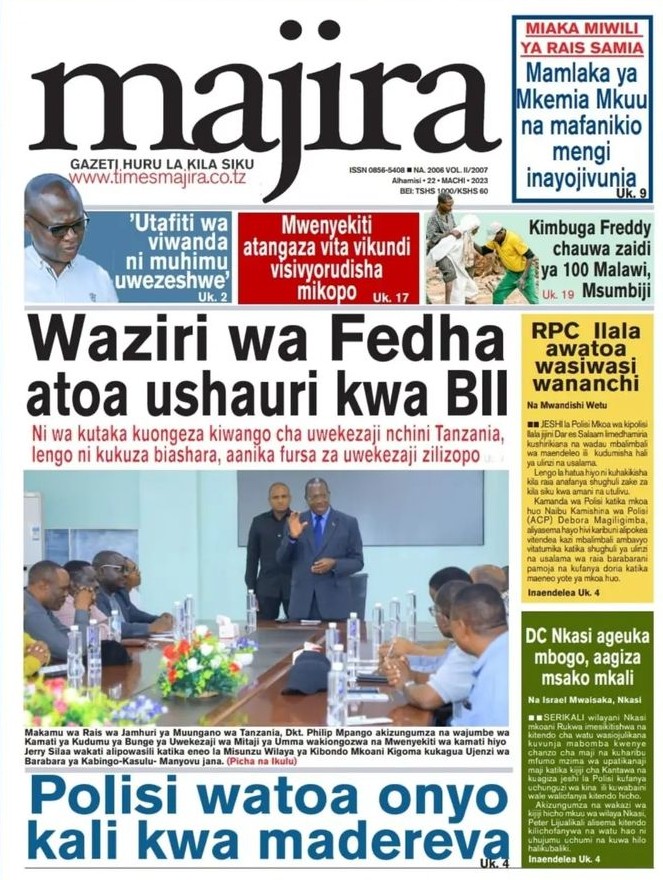 majira
GAZETI HURU LA KILA SIKU
www.timesmajira.co.tz
ISSN 0856-5408 ■ NA. 2006 VOL. II/2007
Alhamisi • 22 • MACHI • 2023
BEI: TSHS 1000/KSHS 60
MIAKA MIWILI
YA RAIS SAMIA
Mamlaka ya
Mkemia Mkuu
na mafanikio
mengi
inayojivunia
Uk. 9
'Utafiti wa
viwanda
ni muhimu
uwezeshwe'
Uk. 2
Mwenyekiti
atangaza vita vikundi
visivyorudisha
mikopo
Uk. 17
Kimbuga Freddy
chauwa zaidi
ya 100 Malawi,
Uk. 19 Msumbiji
Waziri wa Fedha
atoa ushauri kwa BII
Ni wa kutaka kuongeza kiwango cha uwekezaji nchini Tanzania,
lengo ni kukuza biashara, aanika fursa za uwekezaji zilizopo
Makamu wa Rais wa Jamhuri ya Muungano wa Tanzania, Dkt. Philip Mpango akizungumza na wajumbe wa
Kamati ya Kudumu ya Bunge ya Uwekezaji wa Mitaji ya Umma wakiongozwa na Mwenyekiti wa kamati hiyo
Jerry Silaa wakati alipowasili katika eneo la Misunzu Wilaya ya Kibondo Mkoani Kigoma kukagua Ujenzi wa
Barabara ya Kabingo-Kasulu- Manyovu jana. (Picha na Ikulu)
Polisi watoa onyo
kali kwa madereva
Uk. 4
RPC Ilala
awatoa
wasiwasi
wananchi
Na Mwandishi Wetu
■■ JESHI la Polisi Mkoa wa kipolisi
Ilala jijini Dar es Salaam limedhamiria
kushirikiana na wadau mbalimbali
wa maendeleo ili kudumisha hali
ya ulinzi na usalama.
Lengo la hatua hiyo ni kuhakikisha
kila raia anafanya shughuli zake za
kila siku kwa amani na utulivu.
Kamanda wa Polisi katika mkoa
huo Naibu Kamishina wa Polisi
(ACP) Debora Magiligimba,
aliyasema hayo hivi karibuni alipokea
vitendea kazi mbalimbali ambavyo
vitatumika katika shughuli ya ulinzi
na usalama wa raia barabarani
pamoja na kufanya doria katika
maeneo yote ya mkoa huo.
Inaendelea Uk. 4
DC Nkasi ageuka
mbogo, aagiza
msako mkali
Na Israel Mwaisaka, Nkasi
■■SERIKALI wilayani Nkasi
mkoani Rukwa imesikitishwa na
kitendo cha watu wasiojulikana
kuvunja mabomba kwenye
chanzo cha maji na kuharibu
mfumo mzima wa upatikanaji
maji katika kijiji cha Kantawa na
kuagiza jeshi la Polisi kufanya
uchunguzi wa kina ili kuwabaini
wale waliofanya kitendo hicho.
Akizungumza na wakazi wa
kijiji hicho mkuu wa wilaya Nkasi,
Peter Lijualikali alisema kitendo
kilichofanywa na watu hao ni
uhujumu uchumi na kuwa hilo
halikubaliki.
Inaendelea Uk. 4